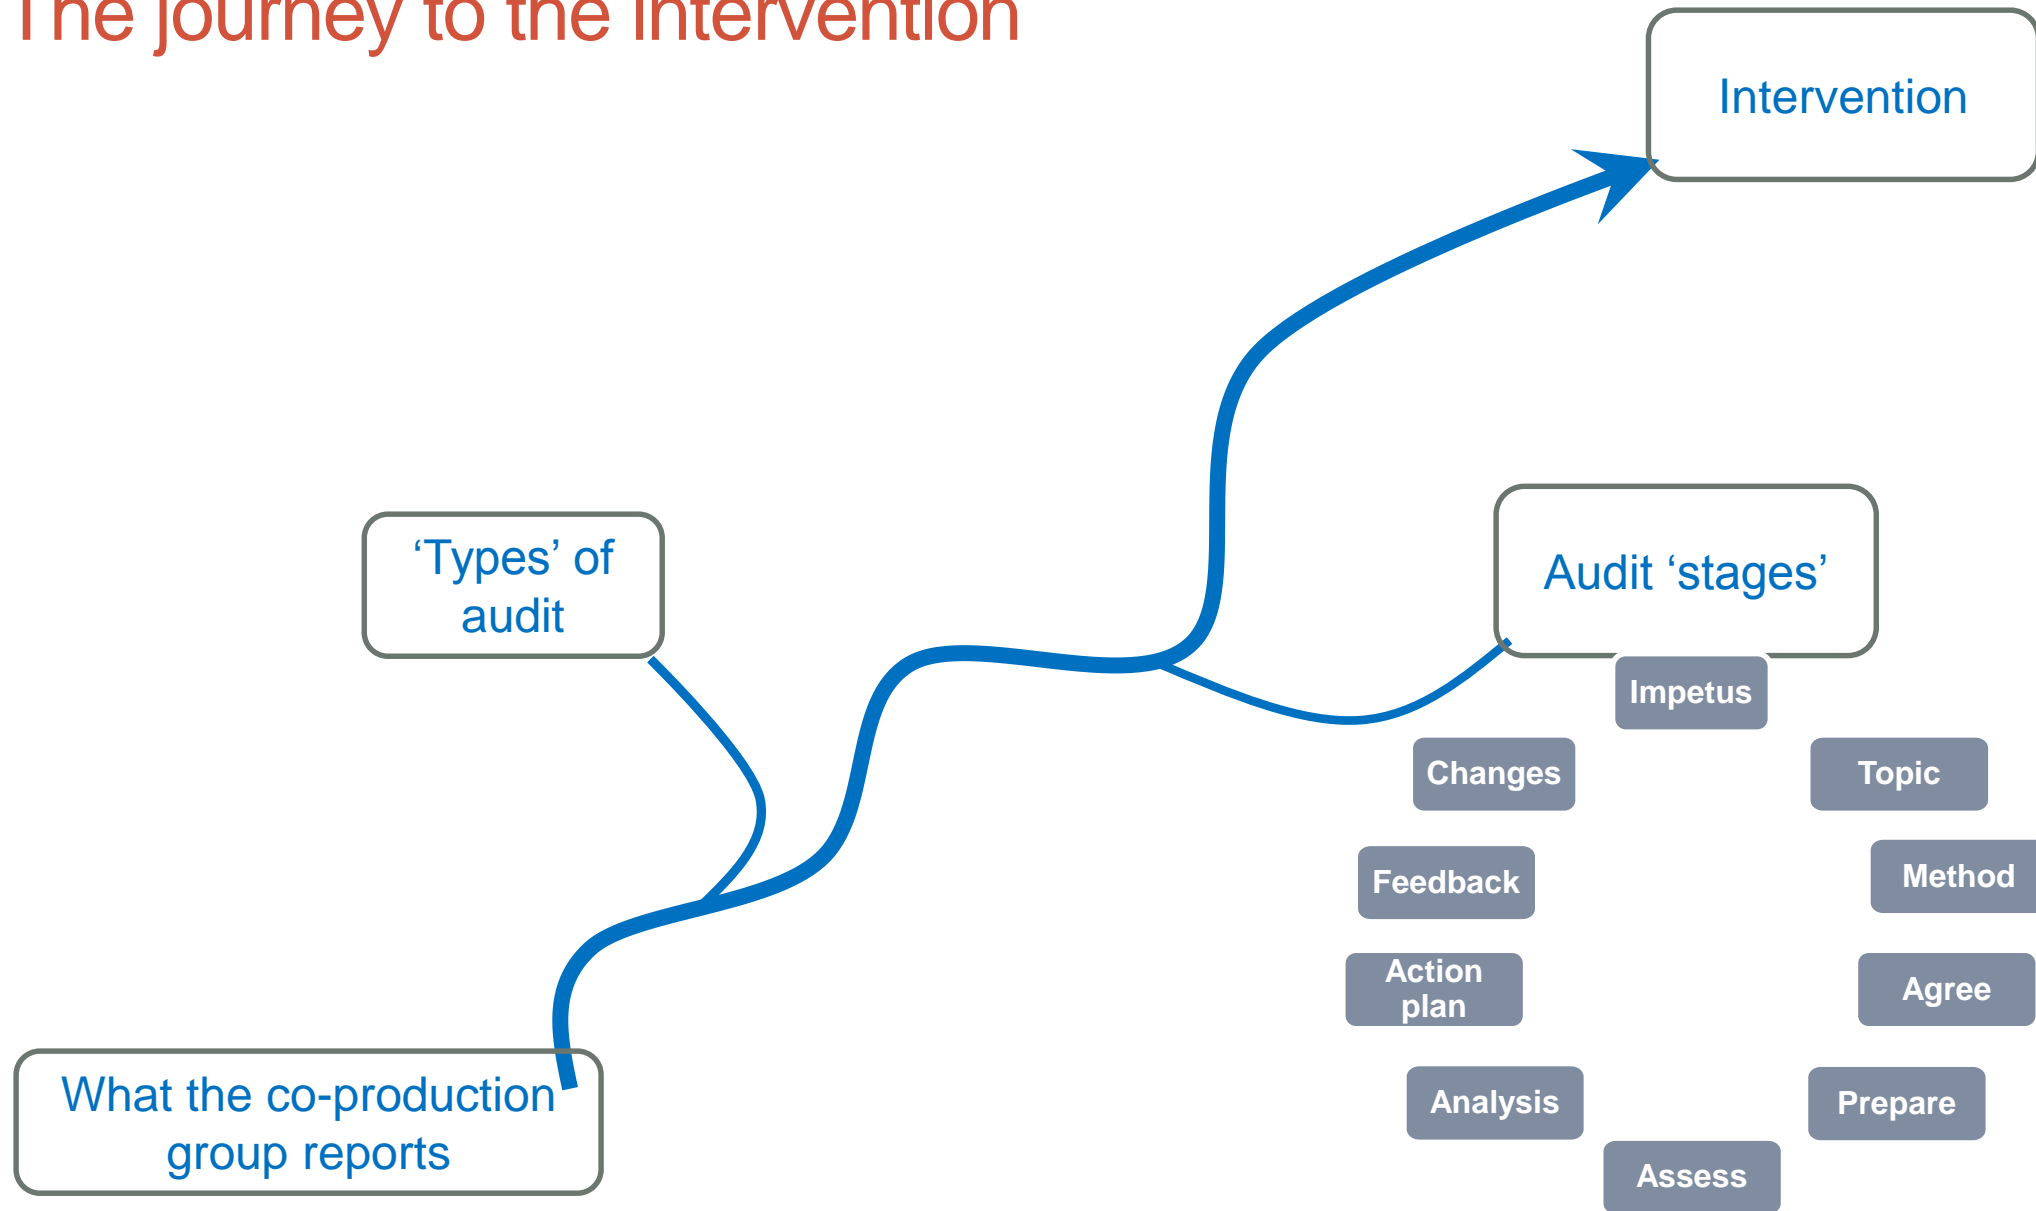 The journey to the intervention
Intervention
‘Types’ of
audit
Audit ‘stages’
Impetus
Topic
Method
Agree
Prepare
Assess
Analysis
Action
plan
Feedback
Changes
What the co-production
group reports